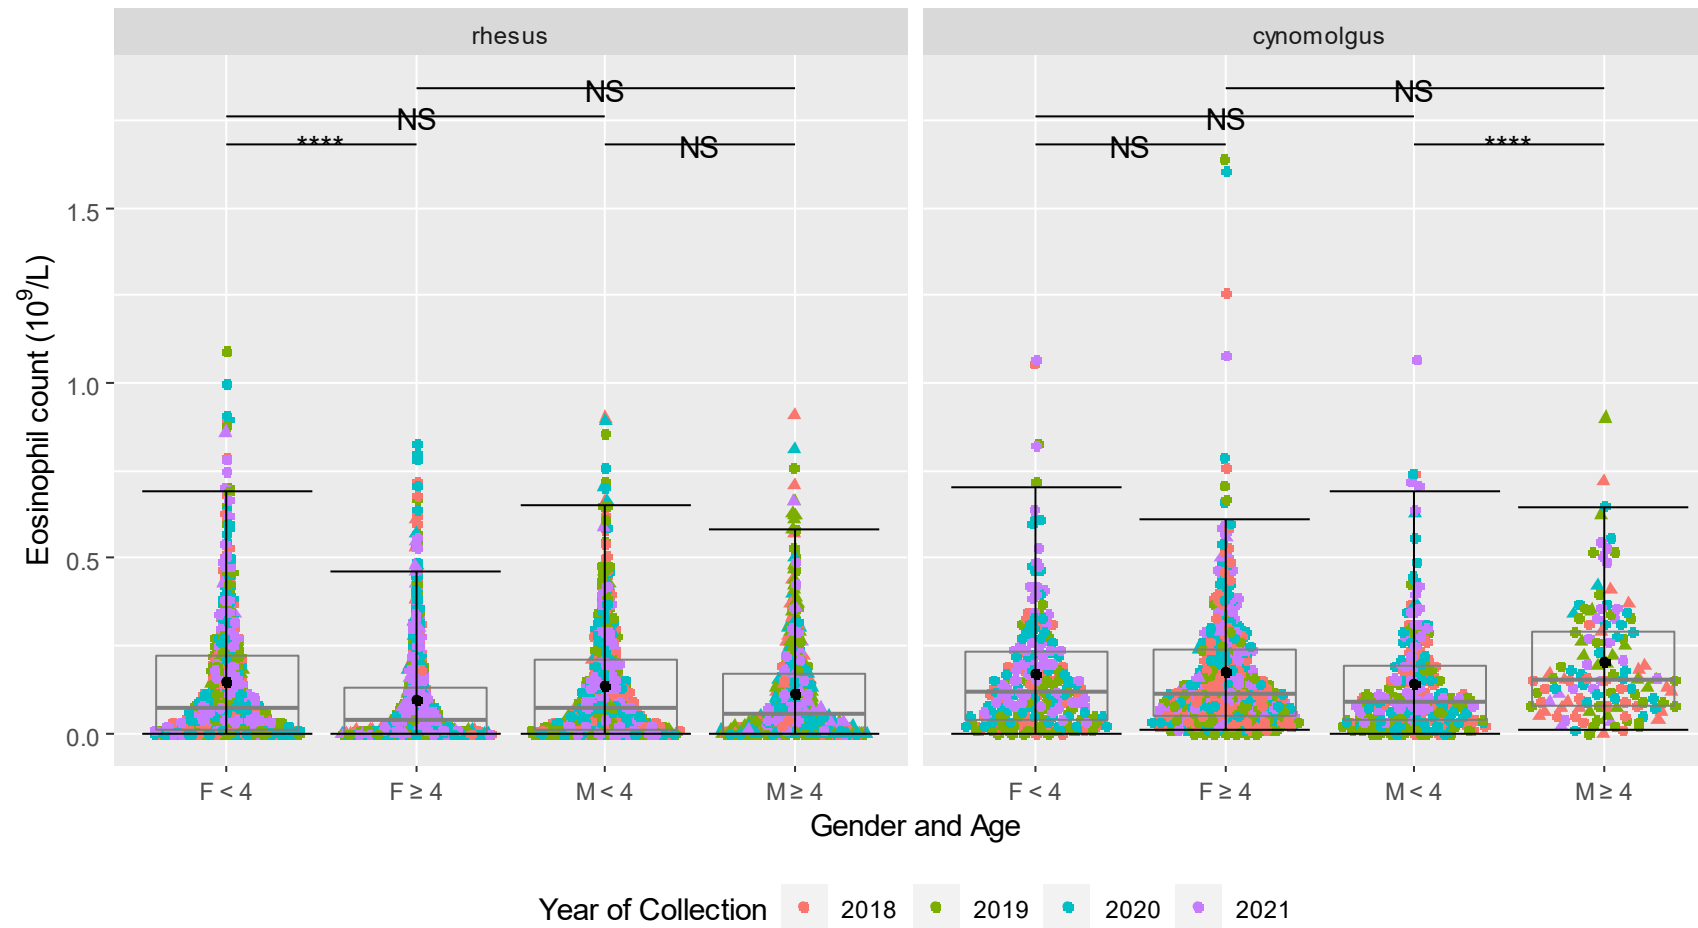 rhesus cynomolgus
NS NS
NS NS
**** NS NS ****
1.5
1.0
0.5
0.0
Eosinophil count (10⁹/L)
F < 4 F ≥ 4 M < 4 M ≥ 4 F < 4 F ≥ 4 M < 4 M ≥ 4
Gender and Age
Year of Collection 2018 2019 2020 2021